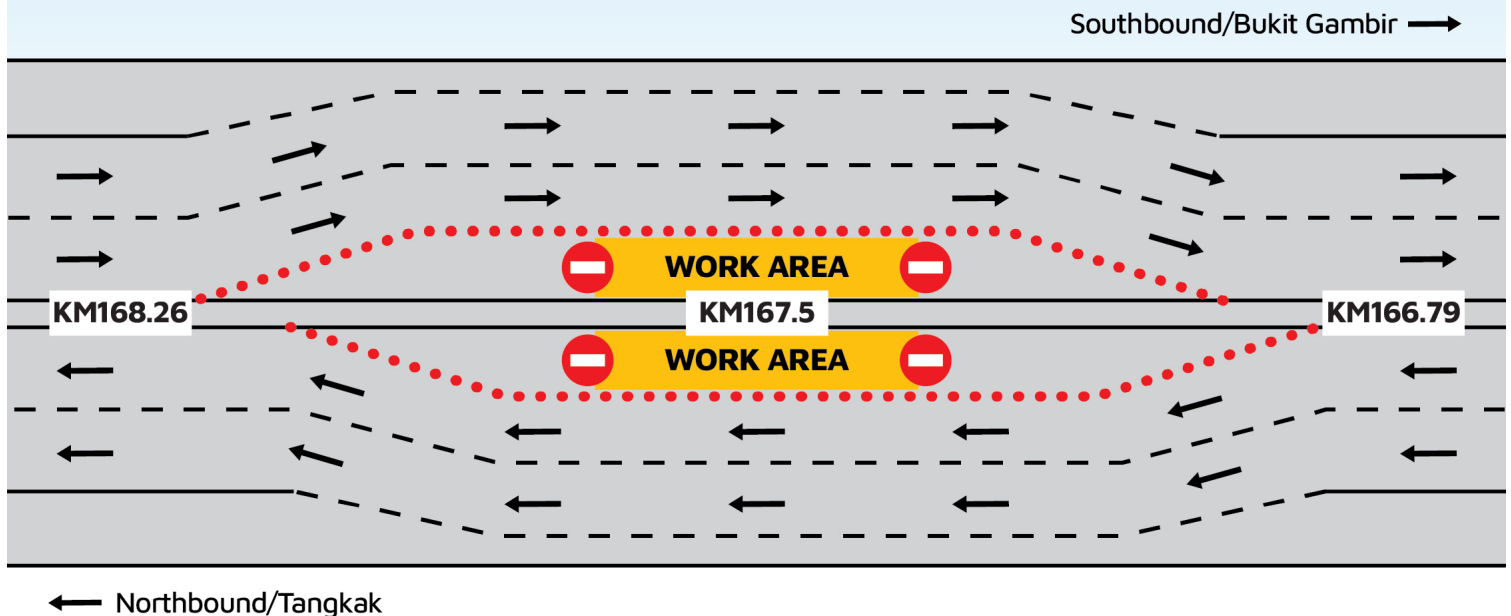 Southbound/Bukit Gambir
WORK AREA
KM168.26
KM167.5
KM166.79
WORK AREA
Northbound/Tangkak